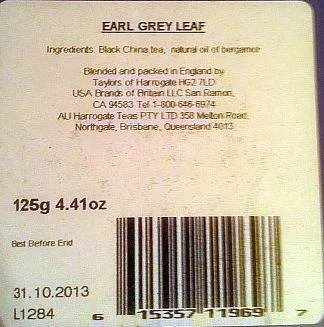 EARL GREY LEAF
Ingredients: Black China tea, natural oil of bergamot
Blended and packed in England by
Taylors of Harrogate HG2 7LD
USA Brands of Britain LLC San Ramon,
CA 94583 Tel 1-800-646-6974
AU Harrogate Teas PTY LTD 358 Melton Road,
Northgate, Brisbane, Queensland 4013
125g 4.41oz
Best Before End
31.10.2013
L1284
6 15357 11969 7